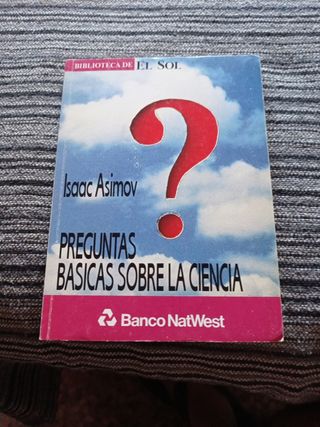 BIBLIOTECA DE EL SOL
?
Isaac Asimov
PREGUNTAS
BASICAS SOBRE LA CIENCIA
Banco NatWest